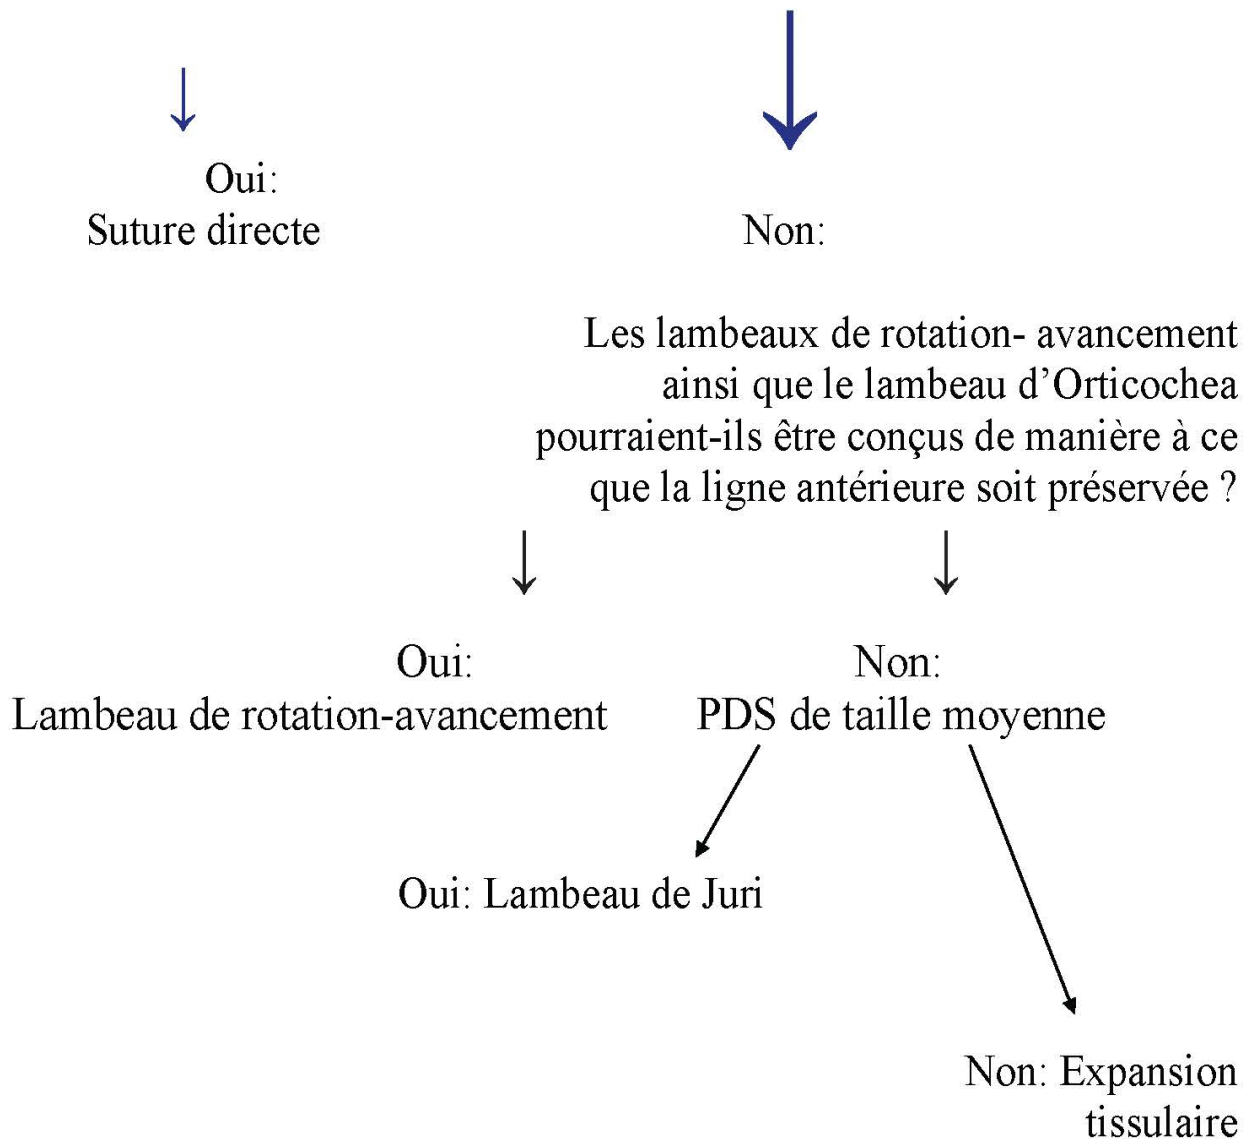 Oui:
Suture directe
Non:
Les lambeaux de rotation- avancement
ainsi que le lambeau d’Orticochea
pourraient-ils être conçus de manière à ce
que la ligne antérieure soit préservée ?
Oui:
Lambeau de rotation-avancement
Non:
PDS de taille moyenne
Oui: Lambeau de Juri
Non: Expansion
tissulaire